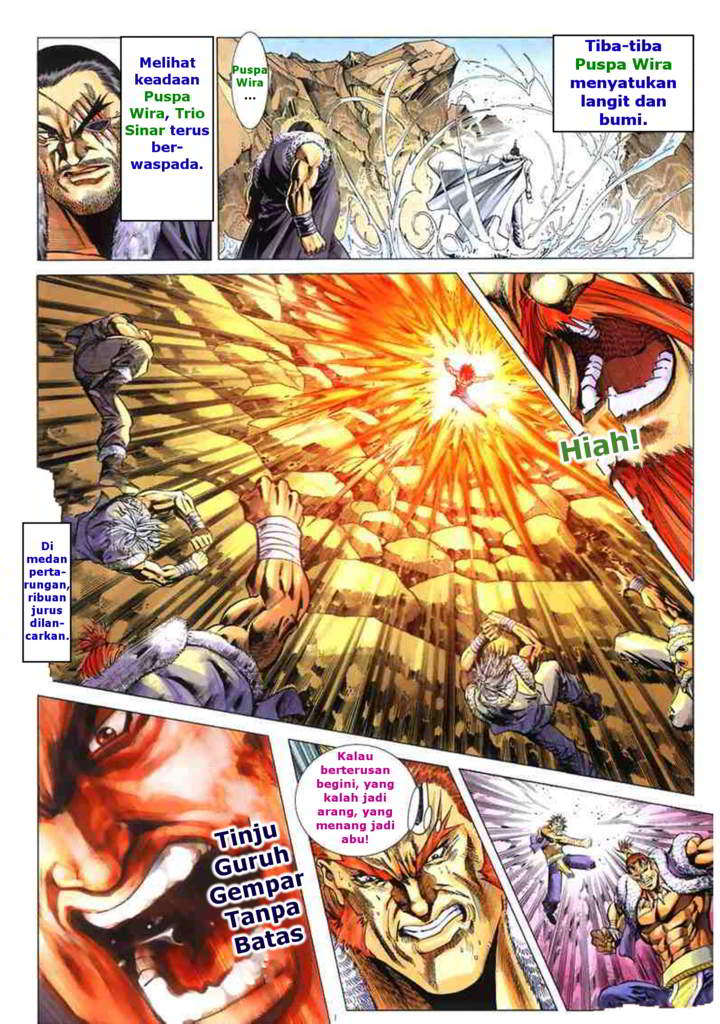 Melihat
keadaan
Puspa
Wira, Trio
Sinar terus
ber-
waspada.
Puspa
Wira
...
Tiba-tiba
Puspa Wira
menyatukan
langit dan
bumi.
Hiah!
Di
medan
perta-
rungan,
ribuan
jurus
dilan-
carkan.
Tinju
Guruh
Gempar
Tanpa
Batas
Kalau
berterusan
begini, yang
kalah jadi
arang, yang
menang jadi
abu!